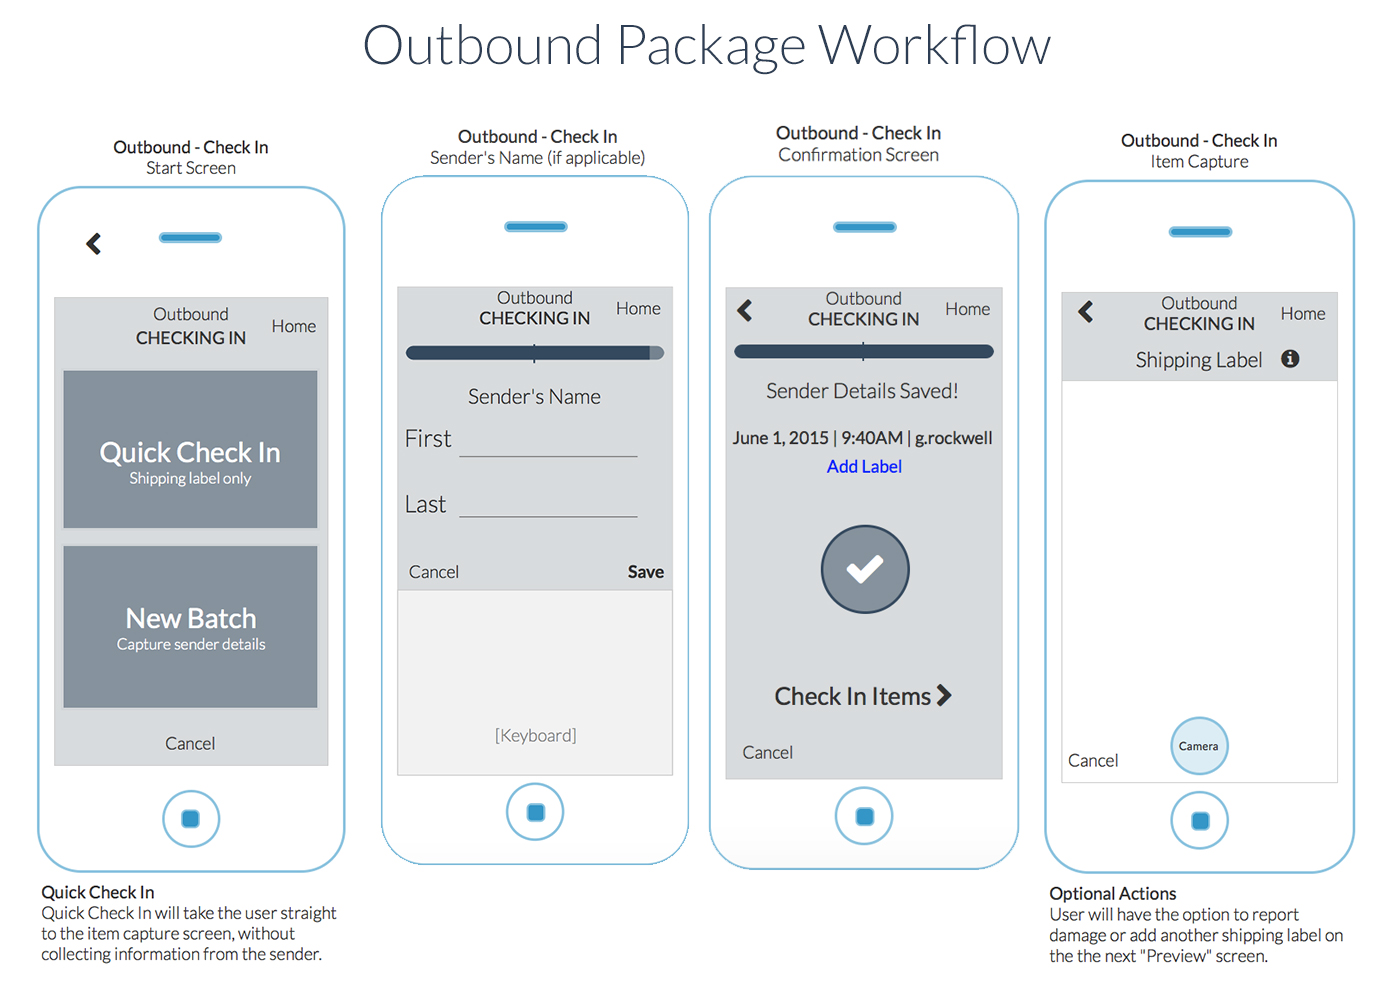 Outbound Package Workflow
Outbound - Check In
Start Screen
Outbound
CHECKING IN
Home
Quick Check In
Shipping label only
New Batch
Capture sender details
Cancel
Quick Check In
Quick Check In will take the user straight
to the item capture screen, without
collecting information from the sender.
Outbound - Check In
Sender's Name (if applicable)
Outbound
CHECKING IN
Home
Sender's Name
First
Last
Cancel
Save
[Keyboard]
Outbound - Check In
Confirmation Screen
Outbound
CHECKING IN
Home
Sender Details Saved!
June 1, 2015 | 9:40AM | g.rockwell
Add Label
Check In Items
Cancel
Outbound - Check In
Item Capture
Outbound
CHECKING IN
Home
Shipping Label
Camera
Cancel
Optional Actions
User will have the option to report
damage or add another shipping label on
the the next "Preview" screen.